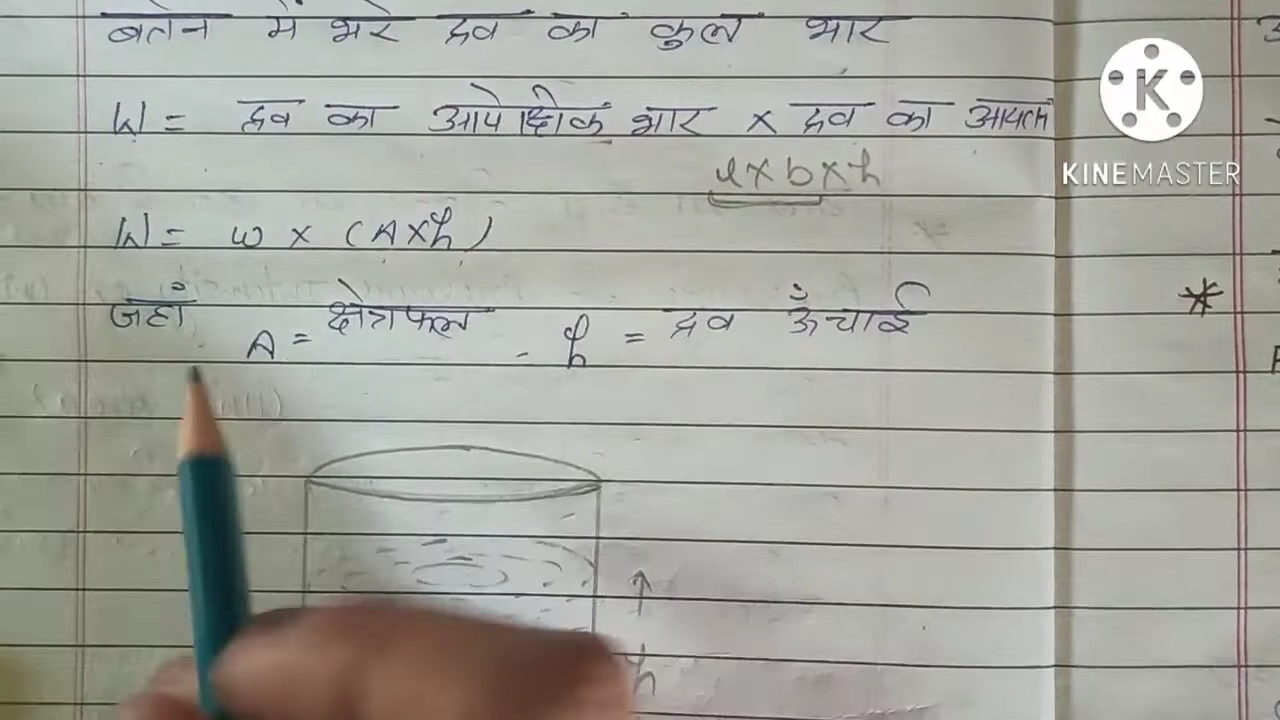 बर्तन में भरे द्रव का कुल भार
W = द्रव का आपेक्षिक भार x द्रव का आयतन
l x b x h
W = w x (A x h)
जहाँ A = क्षेत्रफल - h = द्रव ऊँचाई
h
K
KINEMASTER